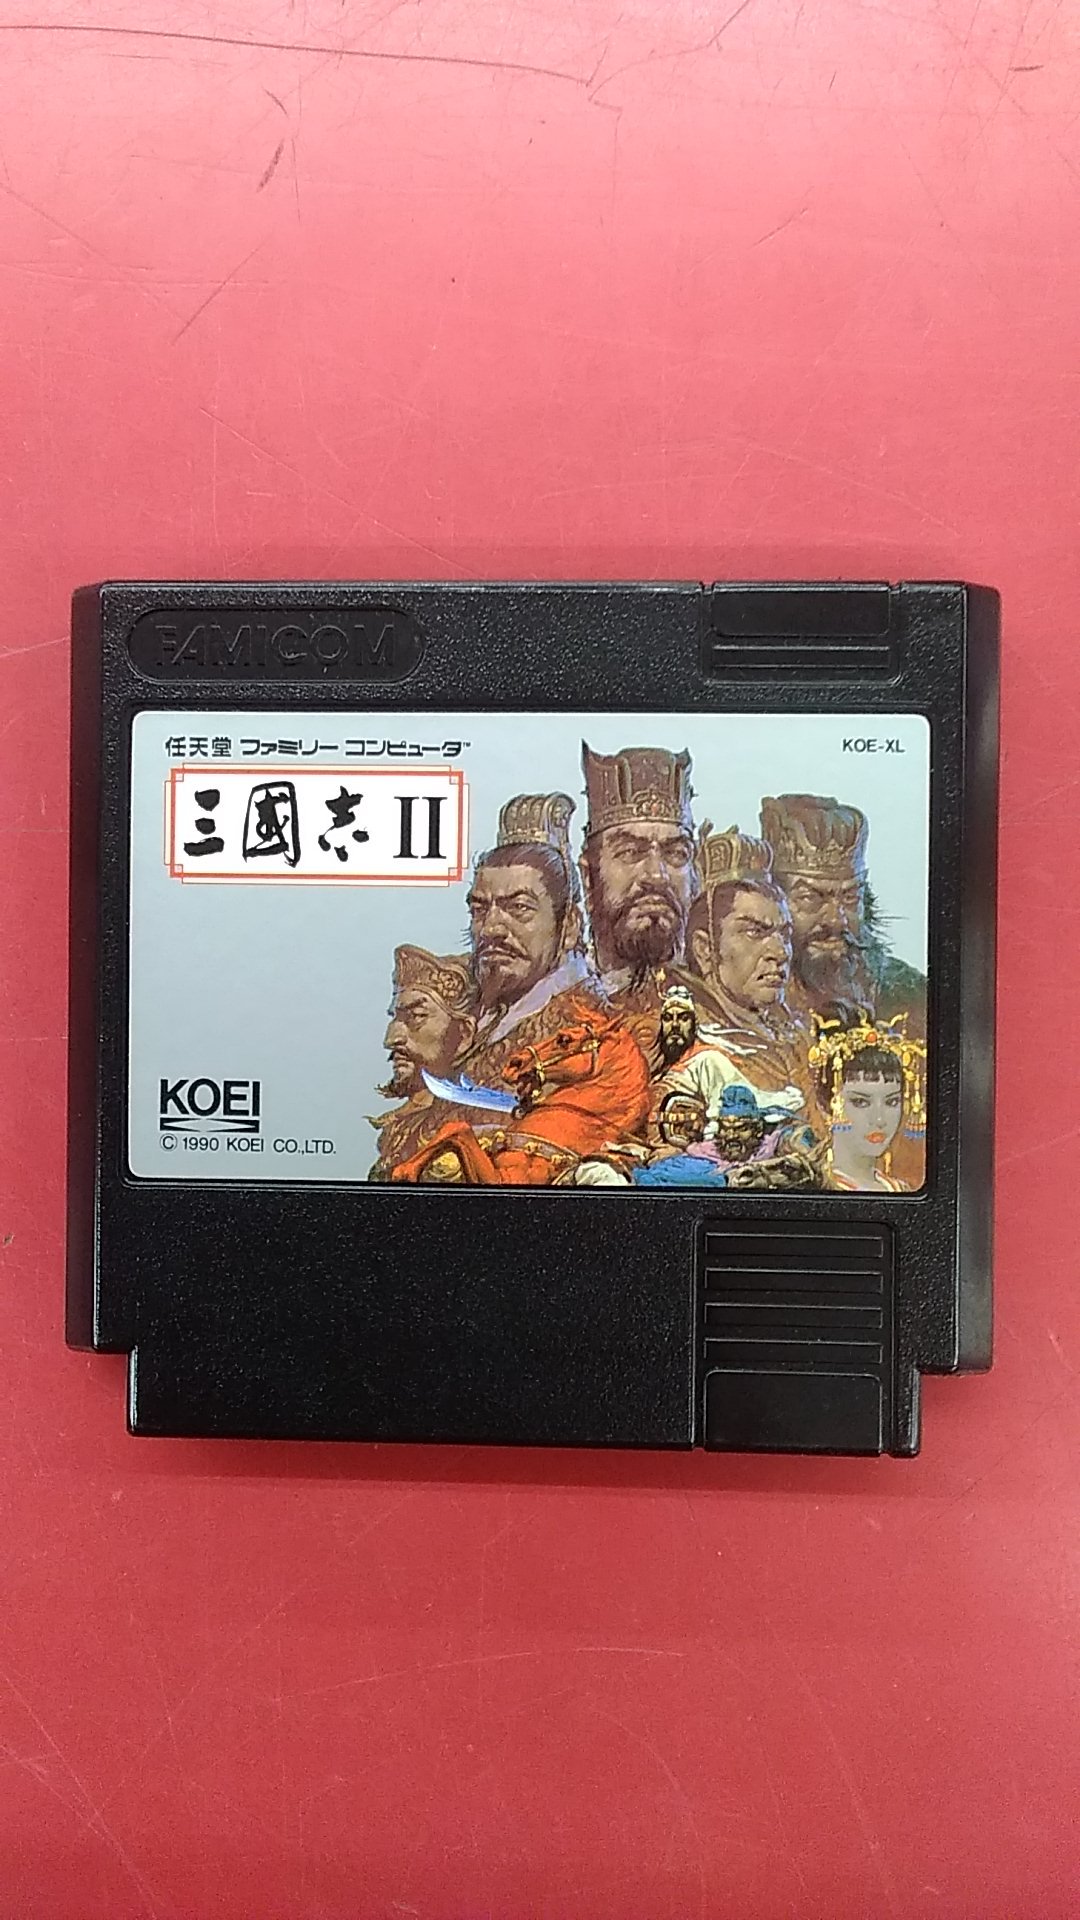 FAMICOM
任天堂 ファミリー コンピュータ™
KOE-XL
三國志 II
KOEI
© 1990 KOEI CO.,LTD.